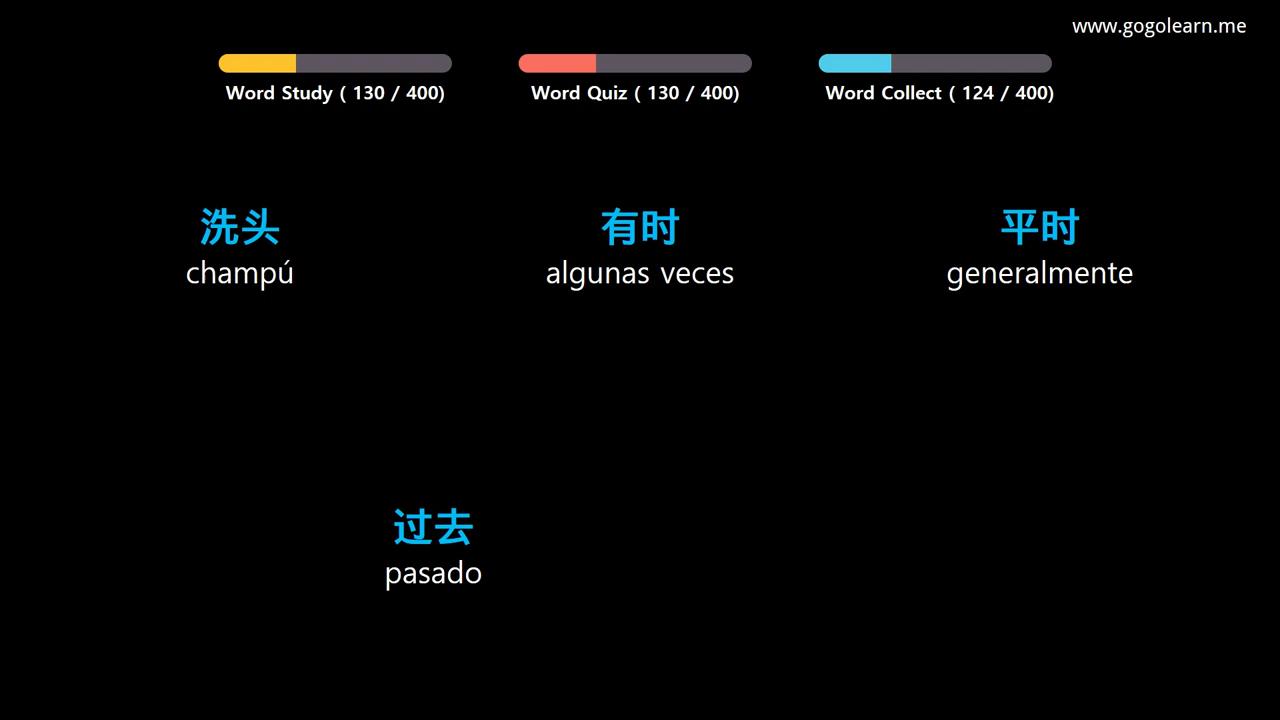 www.gogolearn.me
Word Study ( 130 / 400)
Word Quiz ( 130 / 400)
Word Collect ( 124 / 400)
洗头
champú
有时
algunas veces
平时
generalmente
过去
pasado